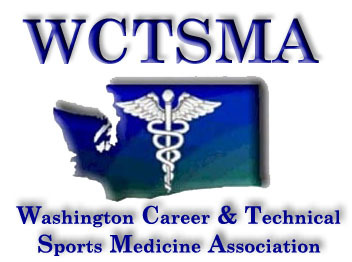 WCTSMA
Washington Career & Technical
Sports Medicine Association